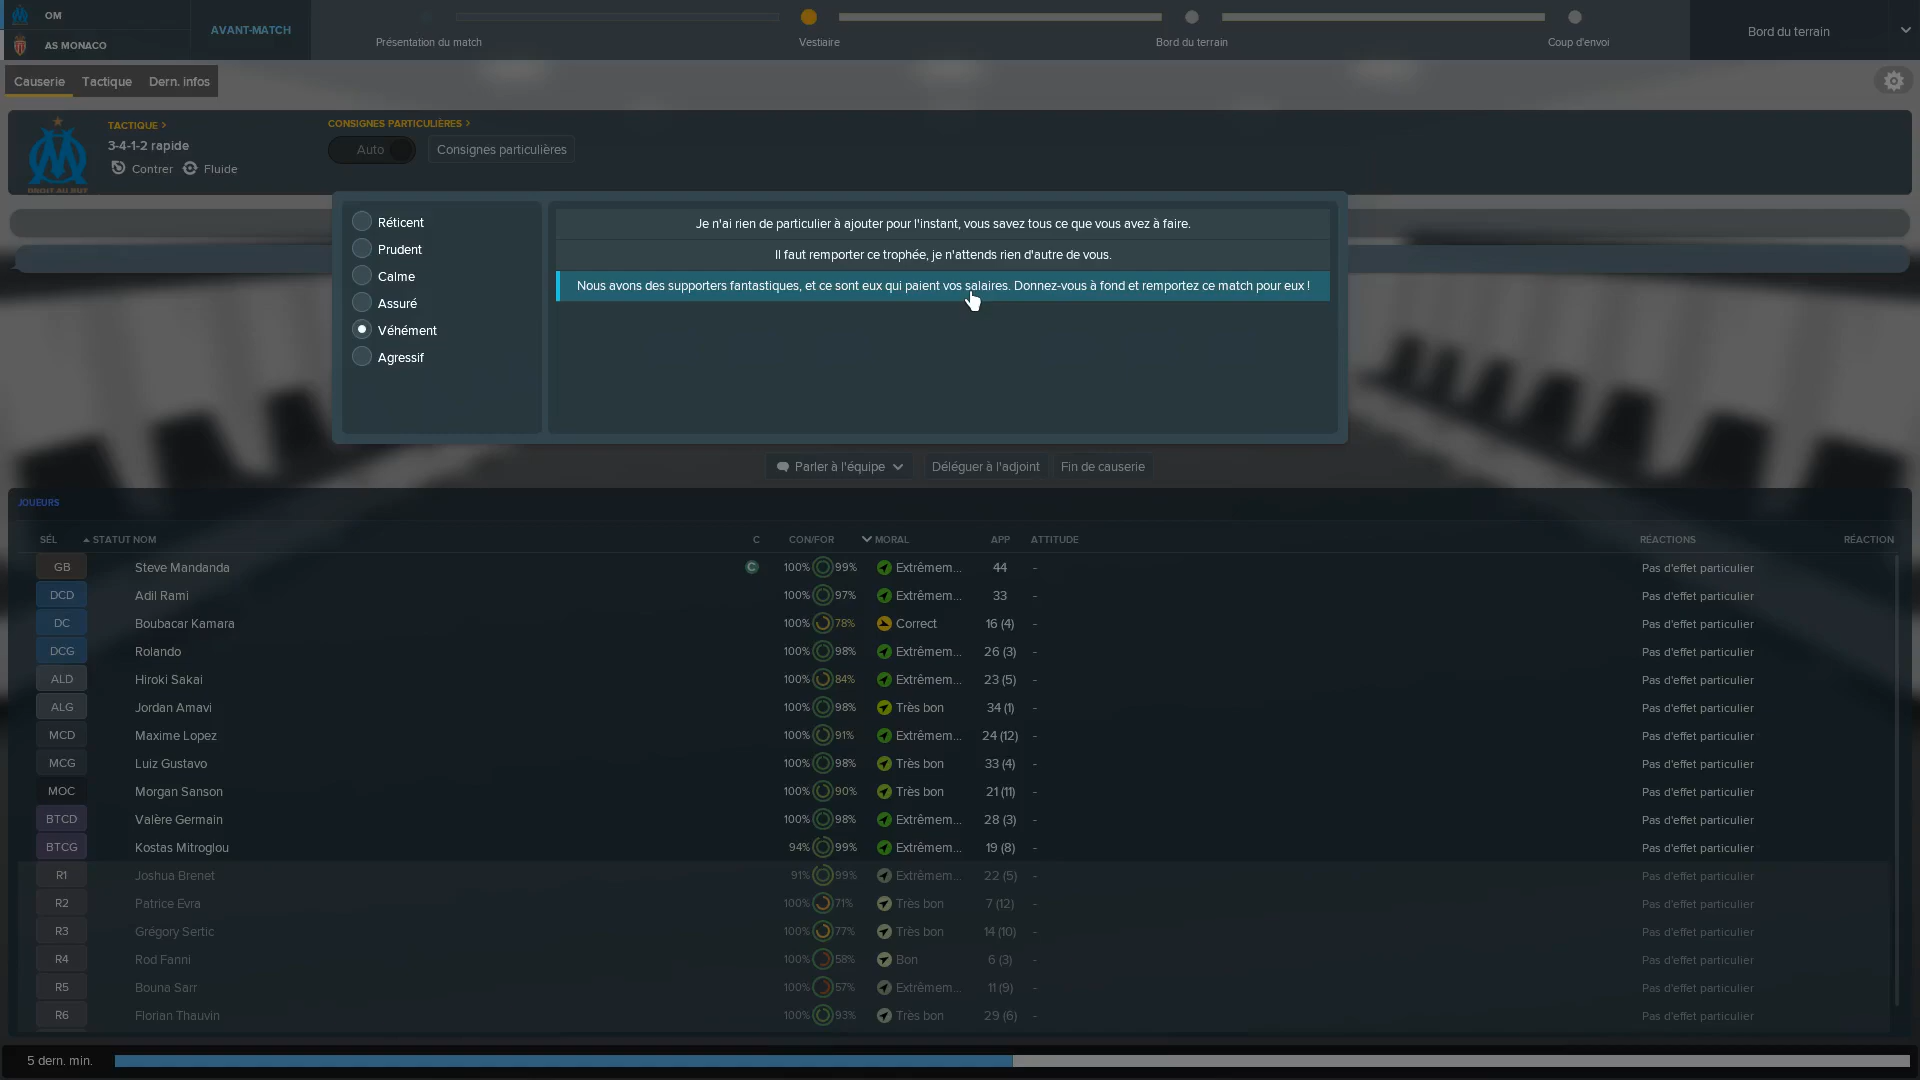 OM
AS MONACO
AVANT-MATCH
Présentation du match
Vestiaire
Bord du terrain
Coup d'envoi
Bord du terrain
Causerie
Tactique
Dern. infos
TACTIQUE >
3-4-1-2 rapide
Contrer
Fluide
DROIT AU BUT
CONSIGNES PARTICULIÈRES >
Auto
Consignes particulières
Réticent
Prudent
Calme
Assuré
Véhément
Agressif
Je n'ai rien de particulier à ajouter pour l'instant, vous savez tous ce que vous avez à faire.
Il faut remporter ce trophée, je n'attends rien d'autre de vous.
Nous avons des supporters fantastiques, et ce sont eux qui paient vos salaires. Donnez-vous à fond et remportez ce match pour eux !
Parler à l'équipe
Déléguer à l'adjoint
Fin de causerie
JOUEURS
SÉL STATUT NOM C CON/FOR MORAL APP ATTITUDE RÉACTIONS RÉACTION
GB Steve Mandanda C 100% 99% Extrêmem... 44 - Pas d'effet particulier
DCD Adil Rami 100% 97% Extrêmem... 33 - Pas d'effet particulier
DC Boubacar Kamara 100% 78% Correct 16 (4) - Pas d'effet particulier
DCG Rolando 100% 98% Extrêmem... 26 (3) - Pas d'effet particulier
ALD Hiroki Sakai 100% 84% Extrêmem... 23 (5) - Pas d'effet particulier
ALG Jordan Amavi 100% 98% Très bon 34 (1) - Pas d'effet particulier
MCD Maxime Lopez 100% 91% Extrêmem... 24 (12) - Pas d'effet particulier
MCG Luiz Gustavo 100% 98% Très bon 33 (4) - Pas d'effet particulier
MOC Morgan Sanson 100% 90% Très bon 21 (11) - Pas d'effet particulier
BTCD Valère Germain 100% 98% Extrêmem... 28 (3) - Pas d'effet particulier
BTCG Kostas Mitroglou 94% 99% Extrêmem... 19 (8) - Pas d'effet particulier
R1 Joshua Brenet 91% 99% Extrêmem... 22 (5) - Pas d'effet particulier
R2 Patrice Evra 100% 71% Très bon 7 (12) - Pas d'effet particulier
R3 Grégory Sertic 100% 77% Très bon 14 (10) - Pas d'effet particulier
R4 Rod Fanni 100% 58% Bon 6 (3) - Pas d'effet particulier
R5 Bouna Sarr 100% 57% Extrêmem... 11 (9) - Pas d'effet particulier
R6 Florian Thauvin 100% 93% Très bon 29 (6) - Pas d'effet particulier
5 dern. min.